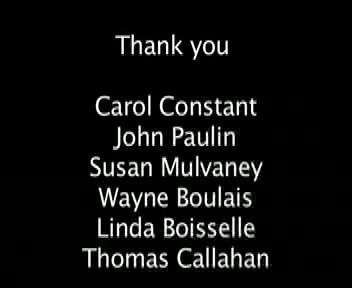 Thank you
Carol Constant
John Paulin
Susan Mulvaney
Wayne Boulais
Linda Boisselle
Thomas Callahan